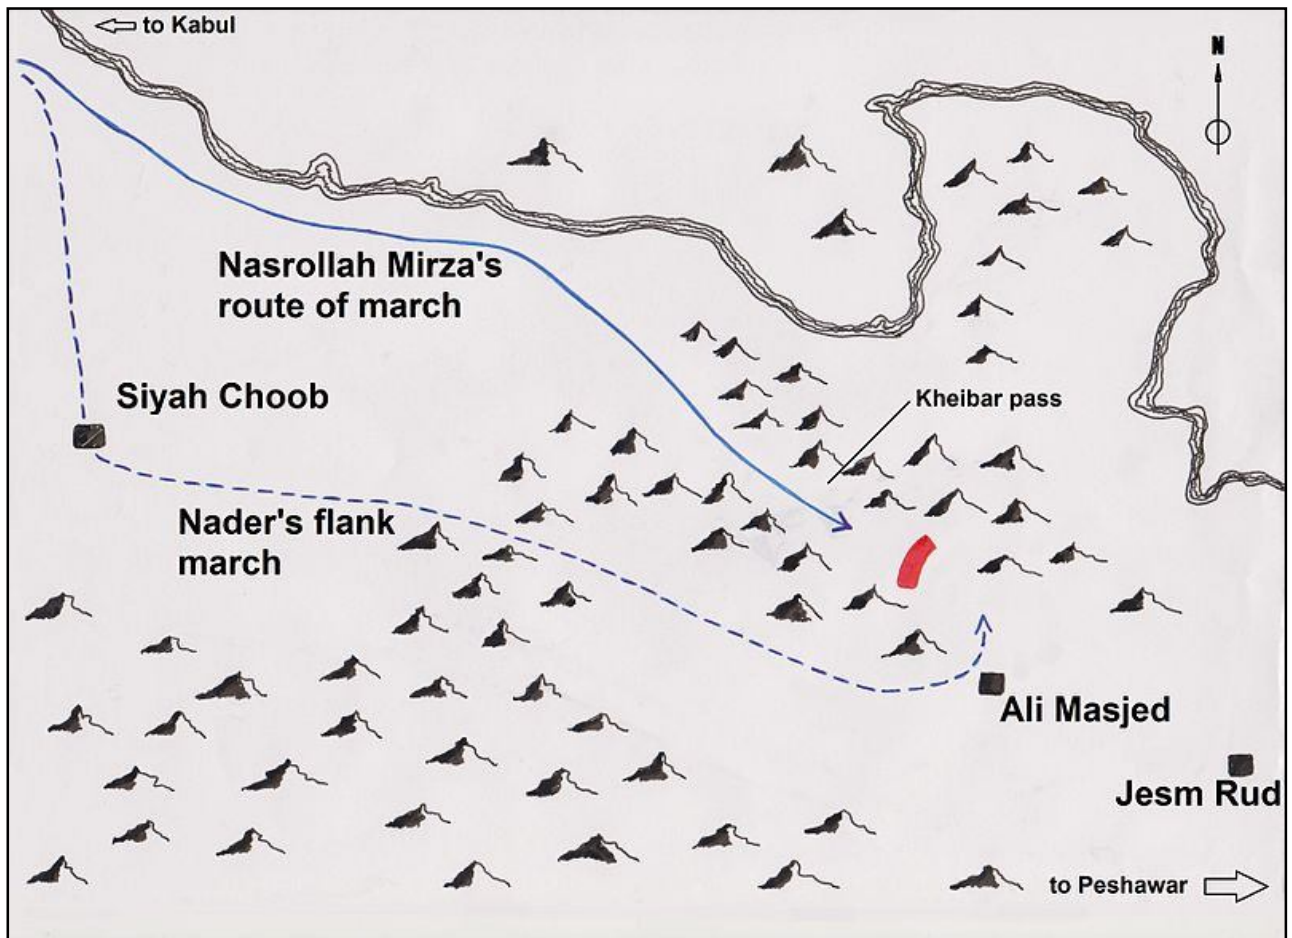 to Kabul
N
Nasrollah Mirza's
route of march
Siyah Choob
Kheibar pass
Nader's flank
march
Ali Masjed
Jesm Rud
to Peshawar